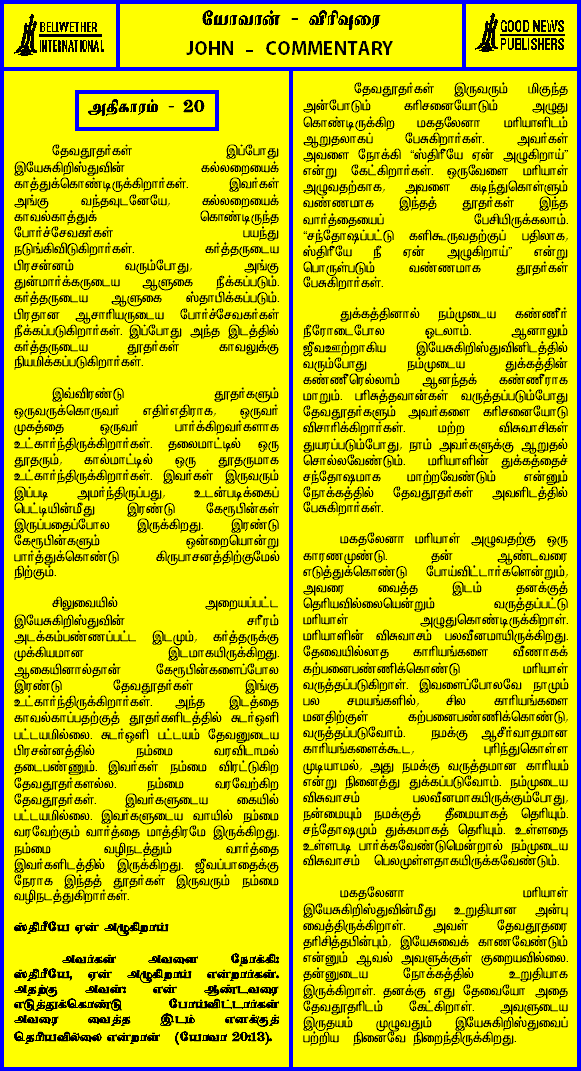 BELIWETHER
INTERNATIONAL
யோவான் - விரிவுரை
JOHN - COMMENTARY
GOOD NEWS
PUBLISHERS
அதிகாரம் - 20
தேவதூதர்கள் இப்போது
இயேசுகிறிஸ்துவின் கல்லறையைக்
காத்துக்கொண்டிருக்கிறார்கள். இவர்கள்
அங்கு வந்தவுடனேயே, கல்லறையைக்
காவல்காத்துக் கொண்டிருந்த
போர்ச்சேவகர்கள் பயந்து
நடுங்கிவிடுகிறார்கள். கர்த்தருடைய
பிரசன்னம் வரும்போது, அங்கு
துன்மார்க்கருடைய ஆளுகை நீக்கப்படும்.
கர்த்தருடைய ஆளுகை ஸ்தாபிக்கப்படும்.
பிரதான ஆசாரியருடைய போர்ச்சேவகர்கள்
நீக்கப்படுகிறார்கள். இப்போது அந்த இடத்தில்
கர்த்தருடைய தூதர்கள் காவலுக்கு
நியமிக்கப்படுகிறார்கள்.
இவ்விரண்டு தூதர்களும்
ஒருவருக்கொருவர் எதிர்எதிராக, ஒருவர்
முகத்தை ஒருவர் பார்க்கிறவர்களாக
உட்கார்ந்திருக்கிறார்கள். தலைமாட்டில் ஒரு
தூதரும், கால்மாட்டில் ஒரு தூதருமாக
உட்கார்ந்திருக்கிறார்கள். இவர்கள் இருவரும்
இப்படி அமர்ந்திருப்பது, உடன்படிக்கைப்
பெட்டியின்மீது இரண்டு கேரூபின்கள்
இருப்பதைப்போல இருக்கிறது. இரண்டு
கேரூபின்களும் ஒன்றையொன்று
பார்த்துக்கொண்டு கிருபாசனத்திற்குமேல்
நிற்கும்.
சிலுவையில் அறையப்பட்ட
இயேசுகிறிஸ்துவின் சரீரம்
அடக்கம்பண்ணப்பட்ட இடமும், கர்த்தருக்கு
முக்கியமான இடமாகயிருக்கிறது.
ஆகையினால்தான் கேரூபின்களைப்போல
இரண்டு தேவதூதர்கள் இங்கு
உட்கார்ந்திருக்கிறார்கள். அந்த இடத்தை
காவல்காப்பதற்குத் தூதர்களிடத்தில் சுடர்ஒளி
பட்டயமில்லை. சுடர்ஒளி பட்டயம் தேவனுடைய
பிரசன்னத்தில் நம்மை வரவிடாமல்
தடைபண்ணும். இவர்கள் நம்மை விரட்டுகிற
தேவதூதர்களல்ல. நம்மை வரவேற்கிற
தேவதூதர்கள். இவர்களுடைய கையில்
பட்டயமில்லை. இவர்களுடைய வாயில் நம்மை
வரவேற்கும் வார்த்தை மாத்திரமே இருக்கிறது.
நம்மை வழிநடத்தும் வார்த்தை
இவர்களிடத்தில் இருக்கிறது. ஜீவப்பாதைக்கு
நேராக இந்தத் தூதர்கள் இருவரும் நம்மை
வழிநடத்துகிறார்கள்.
ஸ்திரீயே ஏன் அழுகிறாய்
அவர்கள் அவளை நோக்கி:
ஸ்திரீயே, ஏன் அழுகிறாய் என்றார்கள்.
அதற்கு அவள்: என் ஆண்டவரை
எடுத்துக்கொண்டு போய்விட்டார்கள்
அவரை வைத்த இடம் எனக்குத்
தெரியவில்லை என்றாள் (யோவா 20:13).
தேவதூதர்கள் இருவரும் மிகுந்த
அன்போடும் கரிசனையோடும் அழுது
கொண்டிருக்கிற மகதலேனா மரியாளிடம்
ஆறுதலாகப் பேசுகிறார்கள். அவர்கள்
அவளை நோக்கி "ஸ்திரீயே ஏன் அழுகிறாய்"
என்று கேட்கிறார்கள். ஒருவேளை மரியாள்
அழுவதற்காக, அவளை கடிந்துகொள்ளும்
வண்ணமாக இந்தத் தூதர்கள் இந்த
வார்த்தையைப் பேசியிருக்கலாம்.
"சந்தோஷப்பட்டு களிகூருவதற்குப் பதிலாக,
ஸ்திரீயே நீ ஏன் அழுகிறாய்" என்று
பொருள்படும் வண்ணமாக தூதர்கள்
பேசுகிறார்கள்.
துக்கத்தினால் நம்முடைய கண்ணீர்
நீரோடைபோல ஓடலாம். ஆனாலும்
ஜீவஊற்றாகிய இயேசுகிறிஸ்துவினிடத்தில்
வரும்போது நம்முடைய துக்கத்தின்
கண்ணீரெல்லாம் ஆனந்தக் கண்ணீராக
மாறும். பரிசுத்தவான்கள் வருத்தப்படும்போது
தேவதூதர்களும் அவர்களை கரிசனையோடு
விசாரிக்கிறார்கள். மற்ற விசுவாசிகள்
துயரப்படும்போது, நாம் அவர்களுக்கு ஆறுதல்
சொல்லவேண்டும். மரியாளின் துக்கத்தைச்
சந்தோஷமாக மாற்றவேண்டும் என்னும்
நோக்கத்தில் தேவதூதர்கள் அவளிடத்தில்
பேசுகிறார்கள்.
மகதலேனா மரியாள் அழுவதற்கு ஒரு
காரணமுண்டு. தன் ஆண்டவரை
எடுத்துக்கொண்டு போய்விட்டார்களென்றும்,
அவரை வைத்த இடம் தனக்குத்
தெரியவில்லையென்றும் வருத்தப்பட்டு
மரியாள் அழுதுகொண்டிருக்கிறாள்.
மரியாளின் விசுவாசம் பலவீனமாயிருக்கிறது.
தேவையில்லாத காரியங்களை வீணாகக்
கற்பனைபண்ணிக்கொண்டு மரியாள்
வருத்தப்படுகிறாள். இவளைப்போலவே நாமும்
பல சமயங்களில், சில காரியங்களை
மனதிற்குள் கற்பனைபண்ணிக்கொண்டு,
வருத்தப்படுவோம். நமக்கு ஆசீர்வாதமான
காரியங்களைக்கூட, புரிந்துகொள்ள
முடியாமல், அது நமக்கு வருத்தமான காரியம்
என்று நினைத்து துக்கப்படுவோம். நம்முடைய
விசுவாசம் பலவீனமாகயிருக்கும்போது,
நன்மையும் நமக்குத் தீமையாகத் தெரியும்.
சந்தோஷமும் துக்கமாகத் தெரியும். உள்ளதை
உள்ளபடி பார்க்கவேண்டுமென்றால் நம்முடைய
விசுவாசம் பெலமுள்ளதாகயிருக்கவேண்டும்.
மகதலேனா மரியாள்
இயேசுகிறிஸ்துவின்மீது உறுதியான அன்பு
வைத்திருக்கிறாள். அவள் தேவதூதரை
தரிசித்தபின்பும், இயேசுவைக் காணவேண்டும்
என்னும் ஆவல் அவளுக்குள் குறையவில்லை.
தன்னுடைய நோக்கத்தில் உறுதியாக
இருக்கிறாள். தனக்கு எது தேவையோ அதை
தேவதூதரிடம் கேட்கிறாள். அவளுடைய
இருதயம் முழுவதும் இயேசுகிறிஸ்துவைப்
பற்றிய நினைவே நிறைந்திருக்கிறது.